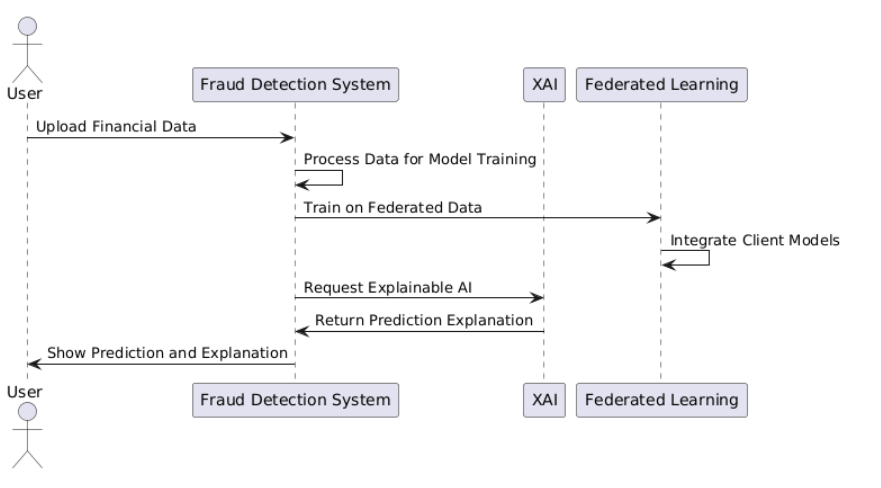 User
Fraud Detection System
XAI
Federated Learning
Upload Financial Data
Process Data for Model Training
Train on Federated Data
Integrate Client Models
Request Explainable AI
Return Prediction Explanation
Show Prediction and Explanation
User
Fraud Detection System
XAI
Federated Learning